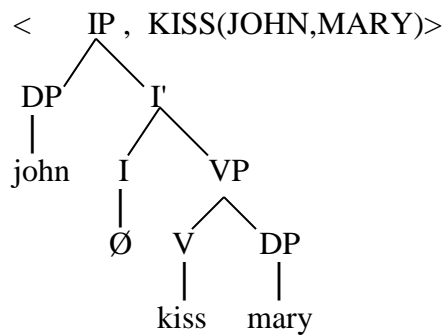 < IP , KISS(JOHN,MARY)>
DP I'
john I VP
Ø V DP
kiss mary